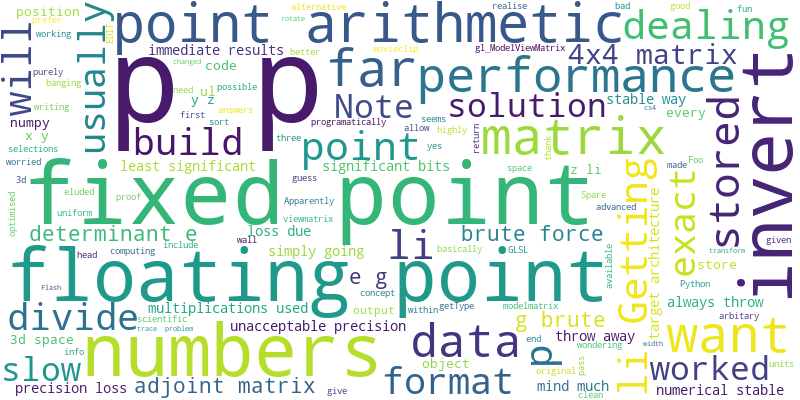 position
rotate
alternative
realise
bad
good
fun
prefer
working
Edit
usually
will
point arithmetic
dealing
movieclip
better
gl_ModelViewMatrix
immediate results
changed
code
far
4x4 matrix
p p
performance
purely
banging
need ul
possible
answers
writing
y z
Note
solution
stable way
cs4
numpy
first
sort
programatically
seems
allow
every
x y
build
three
yes
highly
matrix
stored
invert
selections
worried
point
return
thanks
made
Foo
least significant
significant bits
z li
3d
guess
space
fixed point
eluded
proof
Apparently
Spare
advanced
exact
optimised
uniform
viewmatrix
determinant e
loss due
li
brute force
wall
GLSL
li Getting
target architecture
head
computing
include
simply going
basically
store
available
Python
transform
given
floating point
e g
always throw
Flash
concept
getType
modelmatrix
within
arbitary
multiplications used
output
scientific
divide
g brute
want
trace
problem
unacceptable precision
end
throw away
3d space
info
numbers
data
p
wondering
object
pass
width
units
slow
format
worked
precision loss
adjoint matrix
give
original
clean
mind much
numerical stable